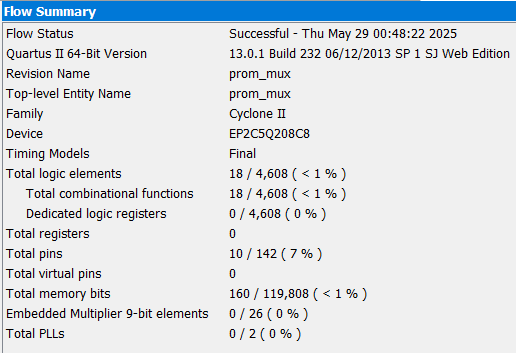 Flow Summary
Flow Status Successful - Thu May 29 00:48:22 2025
Quartus II 64-Bit Version 13.0.1 Build 232 06/12/2013 SP 1 SJ Web Edition
Revision Name prom_mux
Top-level Entity Name prom_mux
Family Cyclone II
Device EP2C5Q208C8
Timing Models Final
Total logic elements 18 / 4,608 ( < 1 % )
Total combinational functions 18 / 4,608 ( < 1 % )
Dedicated logic registers 0 / 4,608 ( 0 % )
Total registers 0
Total pins 10 / 142 ( 7 % )
Total virtual pins 0
Total memory bits 160 / 119,808 ( < 1 % )
Embedded Multiplier 9-bit elements 0 / 26 ( 0 % )
Total PLLs 0 / 2 ( 0 % )